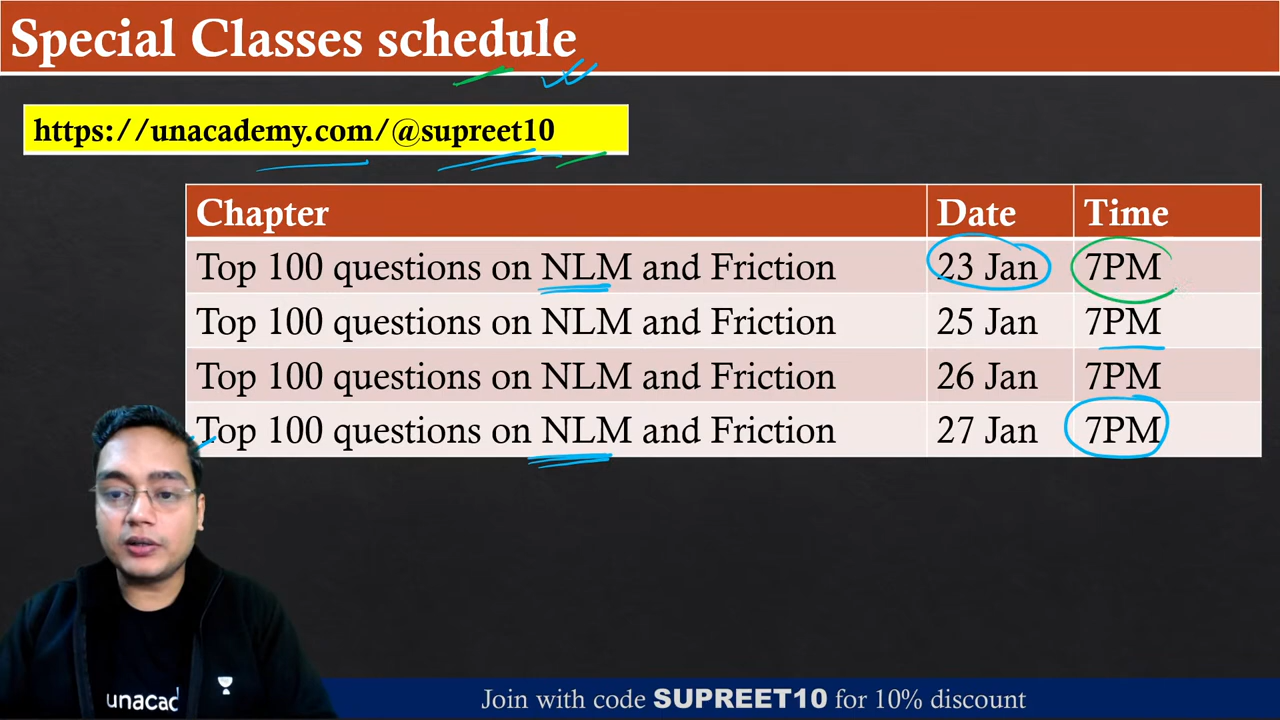 Special Classes schedule
https://unacademy.com/@supreet10
Chapter Date Time
Top 100 questions on NLM and Friction 23 Jan 7PM
Top 100 questions on NLM and Friction 25 Jan 7PM
Top 100 questions on NLM and Friction 26 Jan 7PM
Top 100 questions on NLM and Friction 27 Jan 7PM
unacad
Join with code SUPREET10 for 10% discount